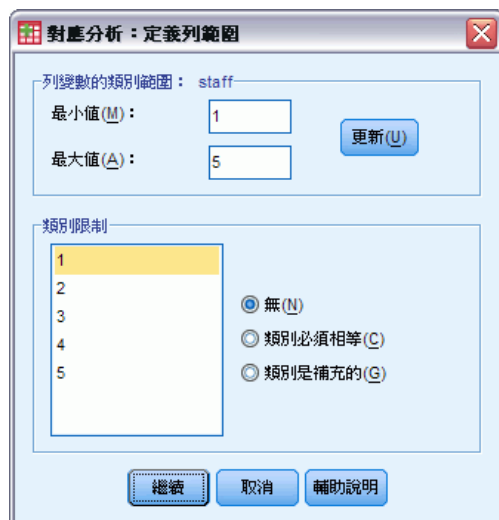 對應分析：定義列範圍
列變數的類別範圍： staff
最小值(M)： 1
最大值(A)： 5
更新(U)
類別限制
1
2
3
4
5
無(N)
類別必須相等(C)
類別是補充的(G)
繼續 取消 輔助說明